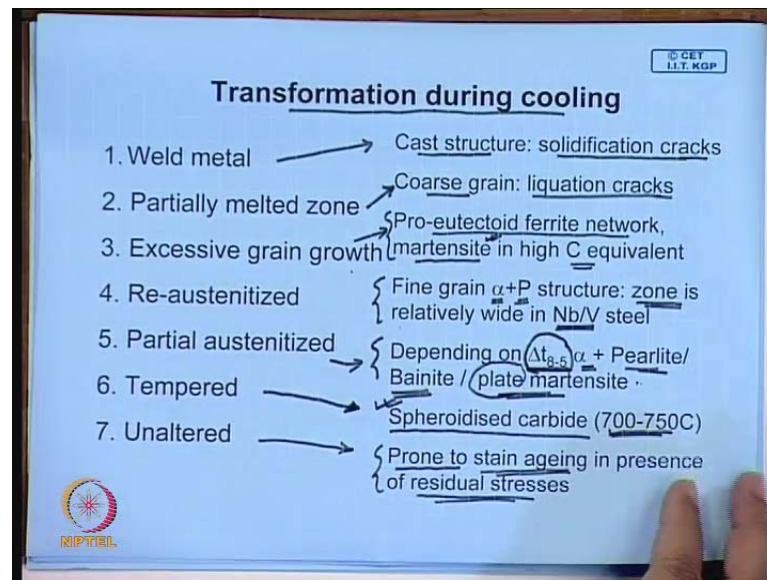 © CET
I.I.T. KGP
Transformation during cooling
1. Weld metal
Cast structure: solidification cracks
2. Partially melted zone
Coarse grain: liquation cracks
3. Excessive grain growth
Pro-eutectoid ferrite network,
martensite in high C equivalent
4. Re-austenitized
Fine grain α+P structure: zone is
relatively wide in Nb/V steel
5. Partial austenitized
Depending on Δt8-5 α + Pearlite/
Bainite / plate martensite
6. Tempered
Spheroidised carbide (700-750C)
7. Unaltered
Prone to stain ageing in presence
of residual stresses
NPTEL